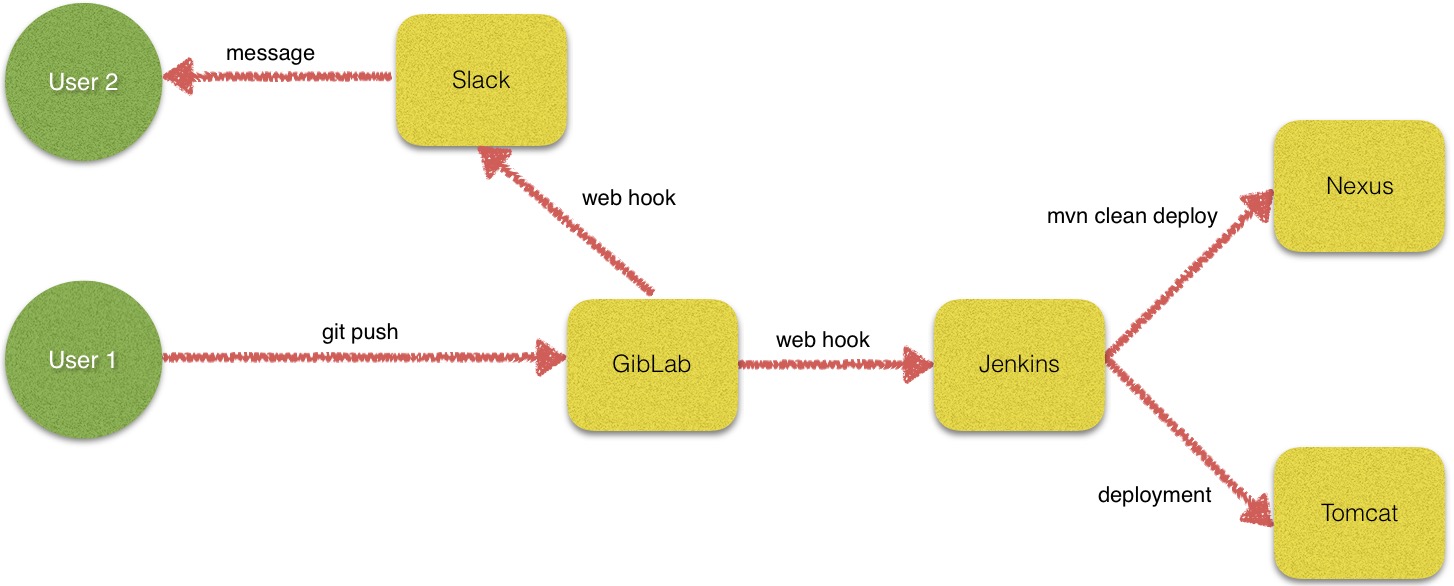 User 2
message
Slack
web hook
Nexus
mvn clean deploy
User 1
git push
GibLab
web hook
Jenkins
deployment
Tomcat